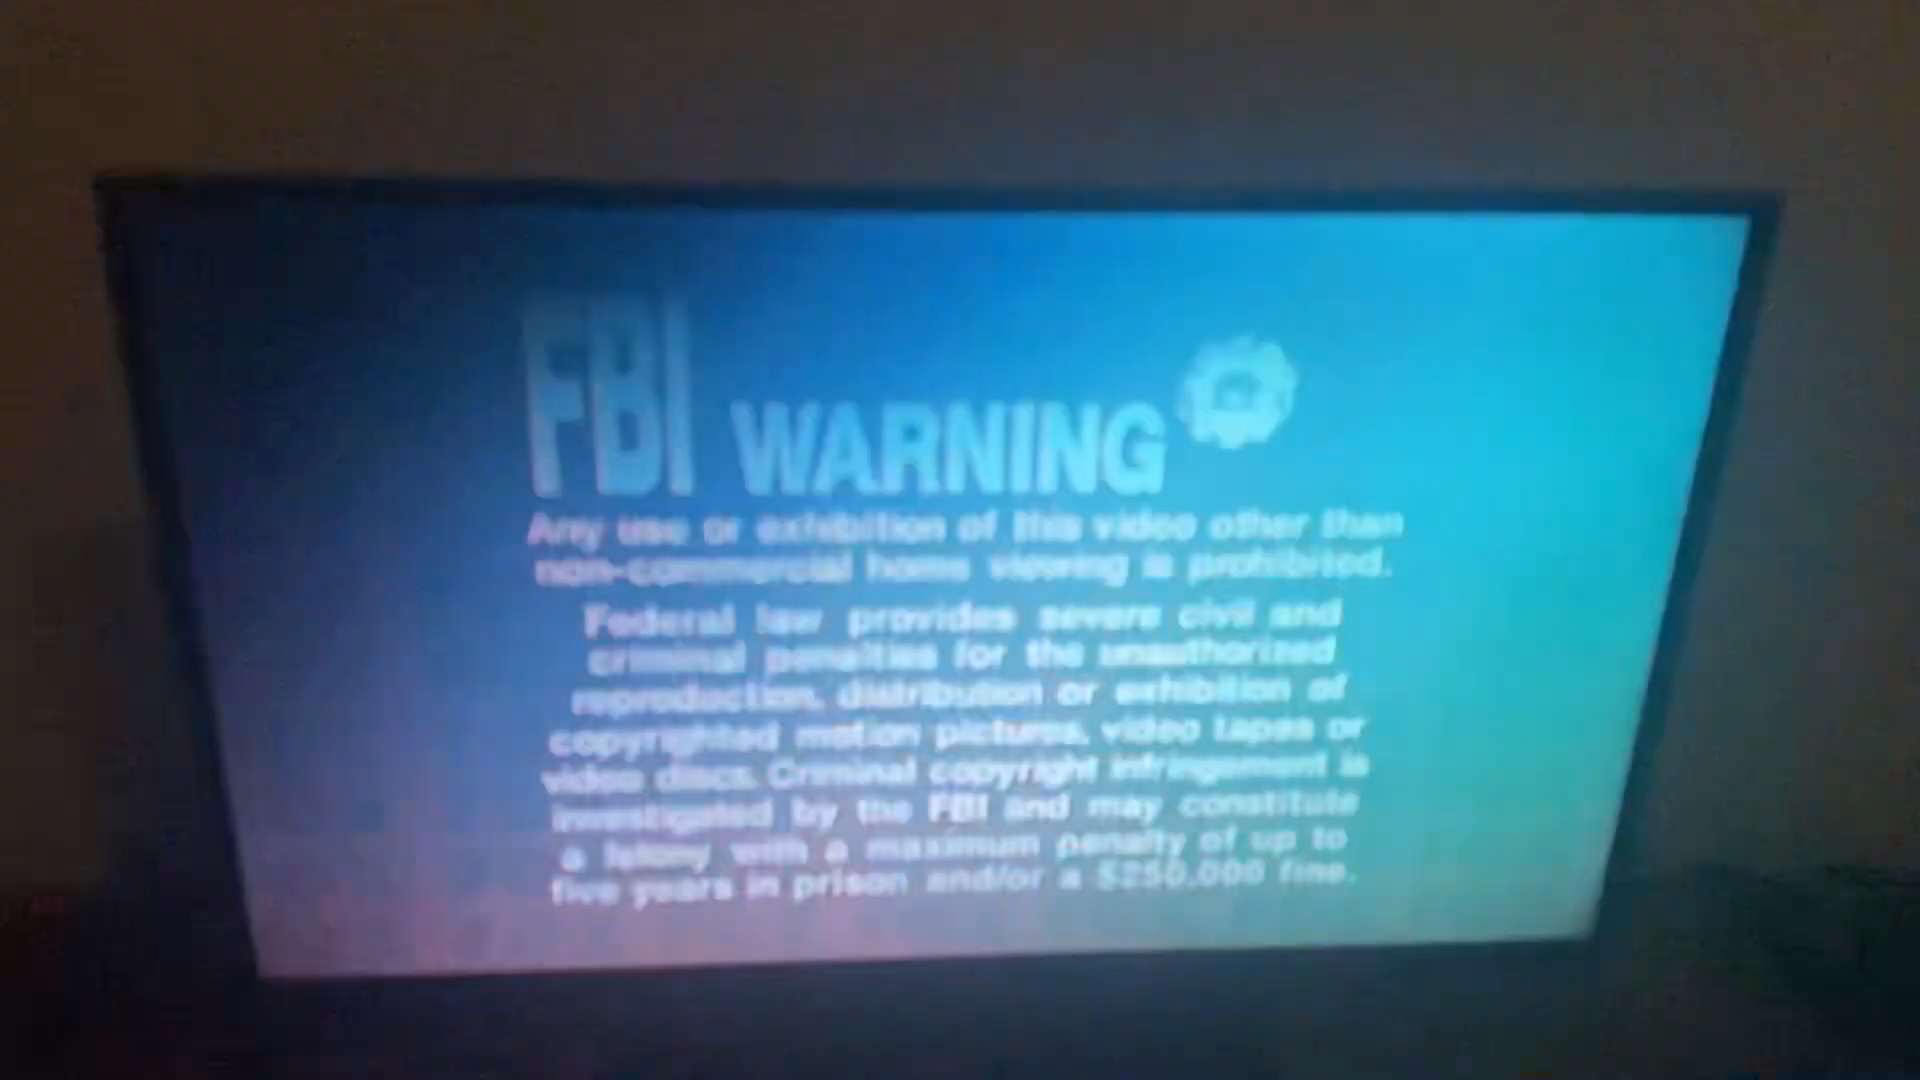 FBI WARNING
Any use or exhibition of this video other than
non-commercial home viewing is prohibited.
Federal law provides severe civil and
criminal penalties for the unauthorized
reproduction, distribution or exhibition of
copyrighted motion pictures, video tapes or
video discs. Criminal copyright infringement is
investigated by the FBI and may constitute
a felony with a maximum penalty of up to
five years in prison and/or a $250,000 fine.